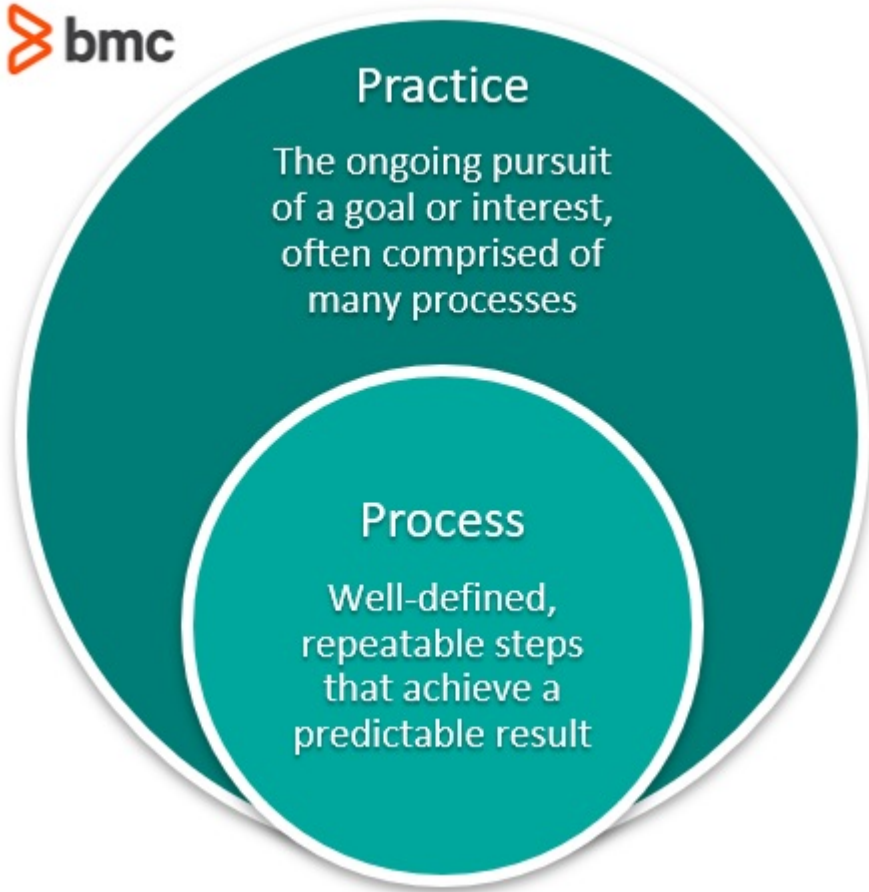 bmc
Practice
The ongoing pursuit
of a goal or interest,
often comprised of
many processes
Process
Well-defined,
repeatable steps
that achieve a
predictable result